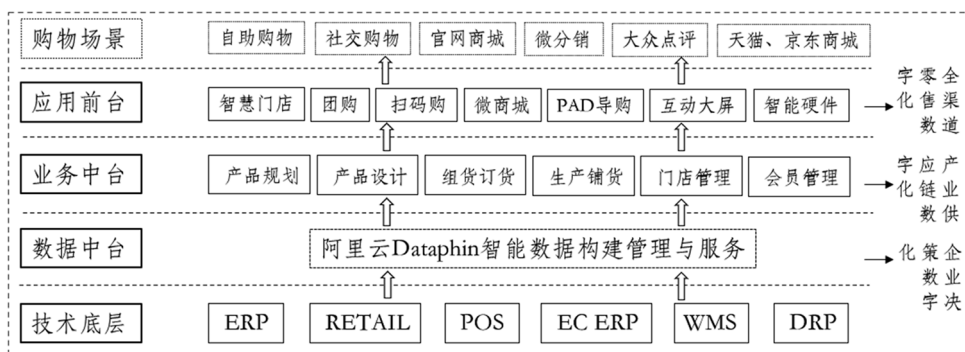 购物场景
自助购物
社交购物
官网商城
微分销
大众点评
天猫、京东商城
应用前台
智慧门店
团购
扫码购
微商城
PAD导购
互动大屏
智能硬件
全渠道
零售数
字化
业务中台
产品规划
产品设计
组货订货
生产铺货
门店管理
会员管理
产业供
应链数
字化
数据中台
阿里云Dataphin智能数据构建管理与服务
企业决
策数字
化
技术底层
ERP
RETAIL
POS
EC ERP
WMS
DRP